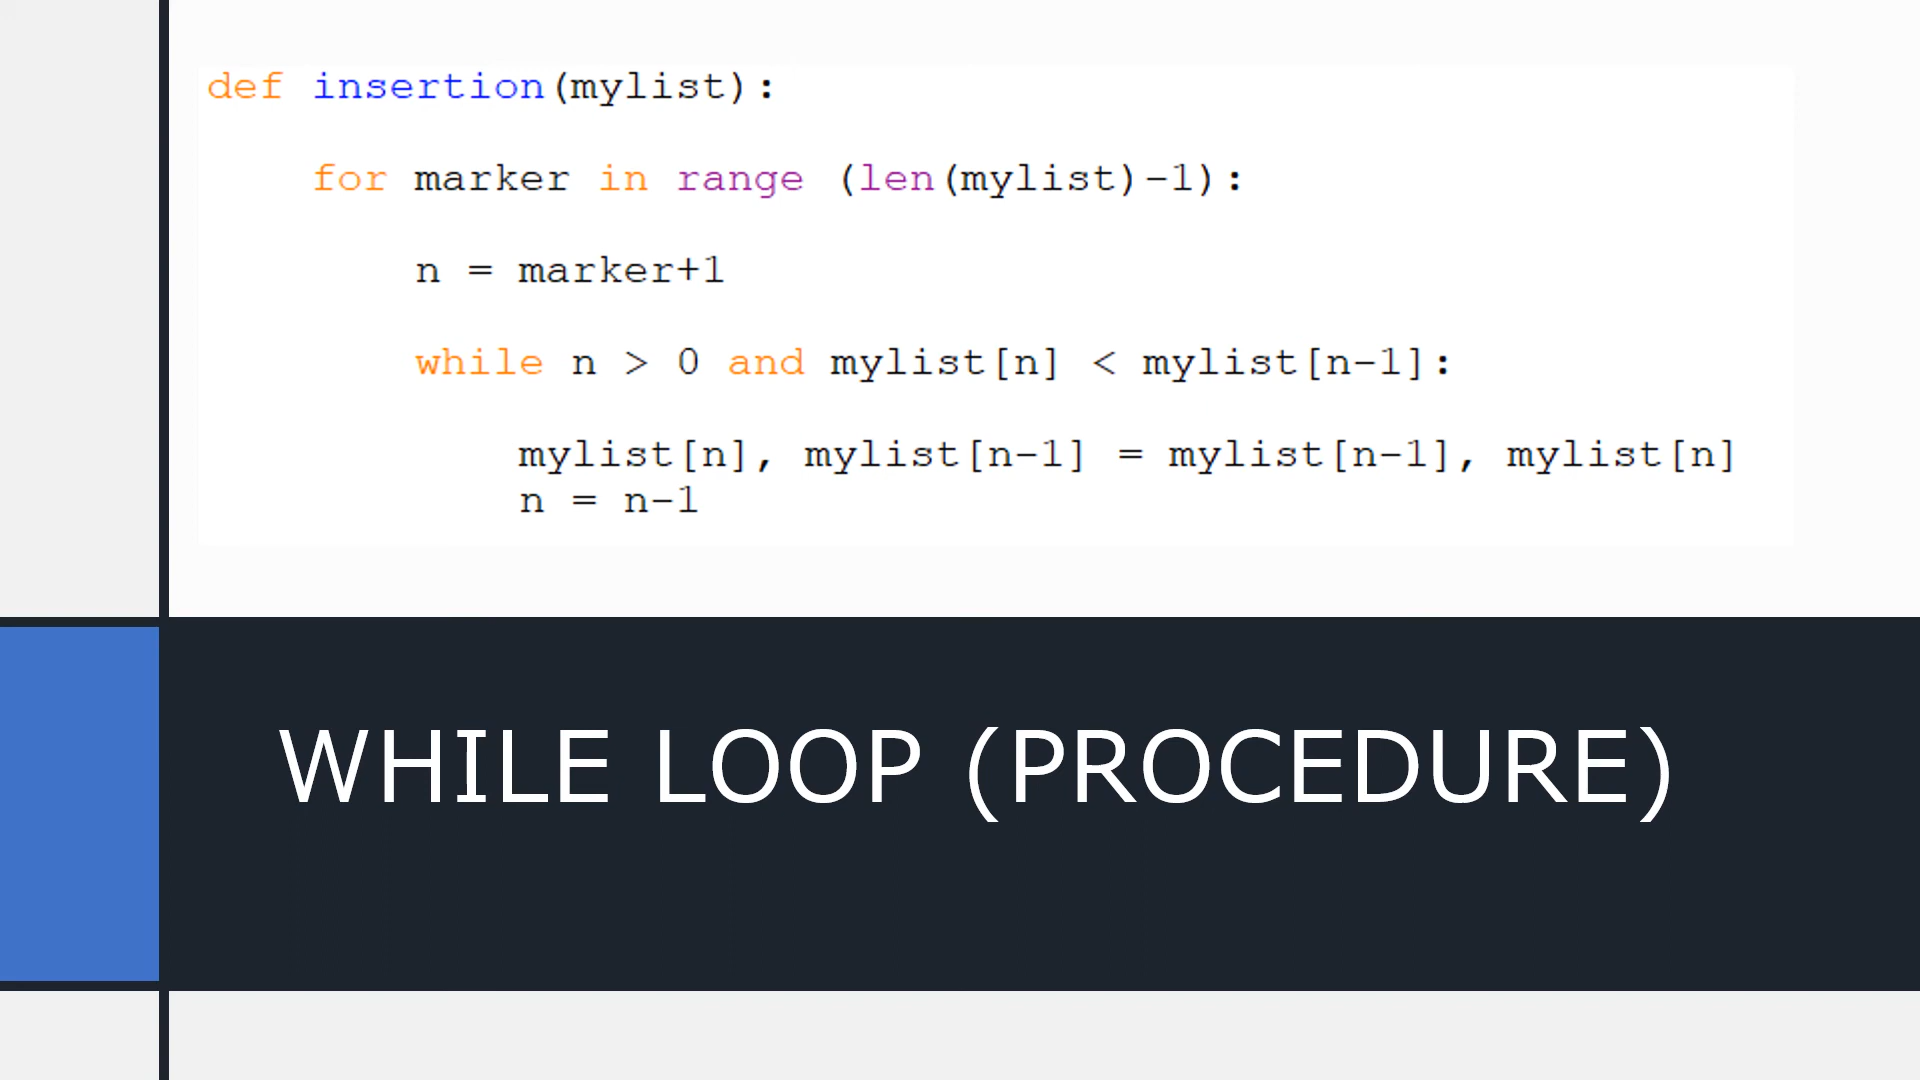 def insertion(mylist):
for marker in range (len(mylist)-1):
n = marker+1
while n > 0 and mylist[n] < mylist[n-1]:
mylist[n], mylist[n-1] = mylist[n-1], mylist[n]
n = n-1
WHILE LOOP (PROCEDURE)